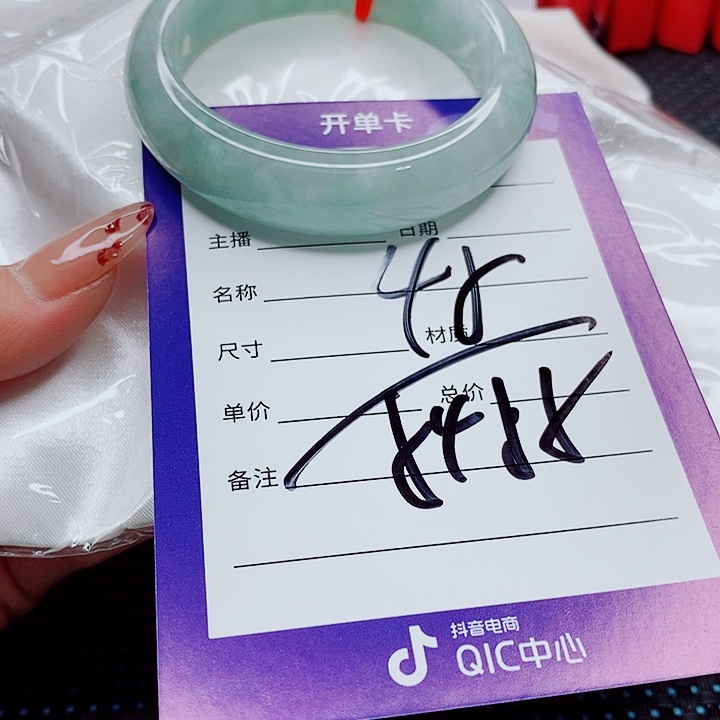 开单卡
主播 日期
名称
尺寸 材质
单价 总价
备注
抖音电商
QIC中心